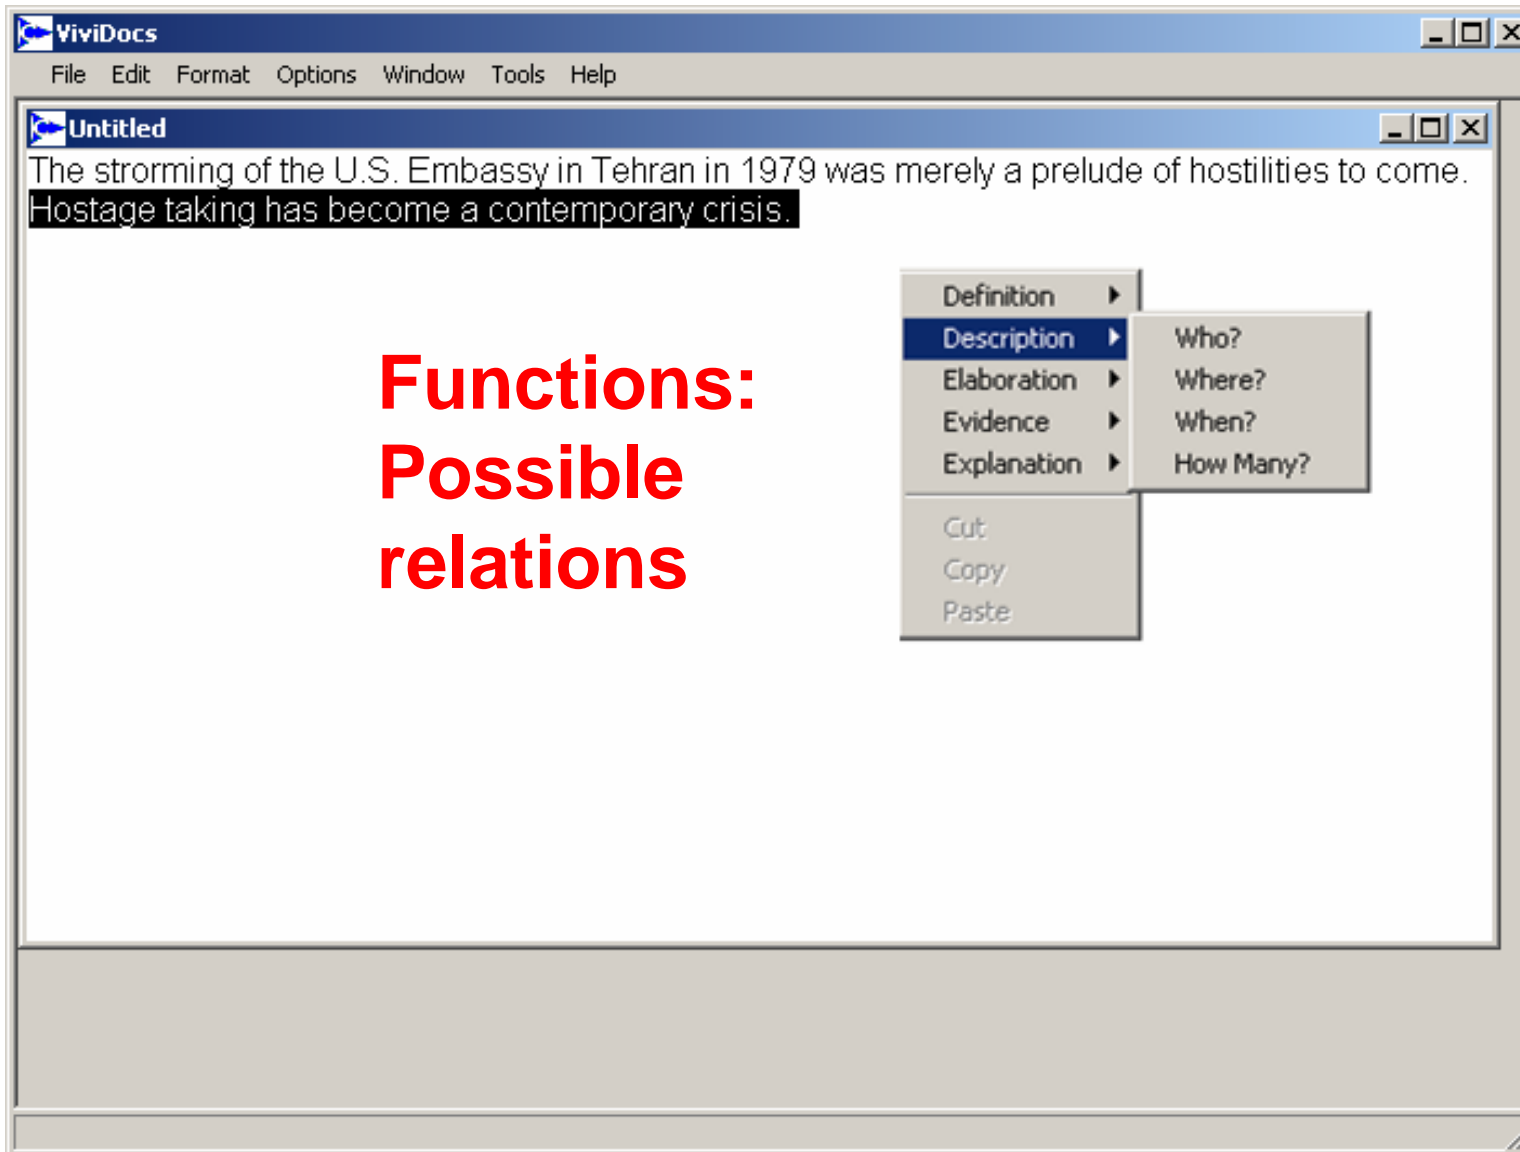 ViviDocs
File Edit Format Options Window Tools Help
Untitled
The strorming of the U.S. Embassy in Tehran in 1979 was merely a prelude of hostilities to come.
Hostage taking has become a contemporary crisis.
Functions:
Possible
relations
Definition
Description
Elaboration
Evidence
Explanation
Cut
Copy
Paste
Who?
Where?
When?
How Many?